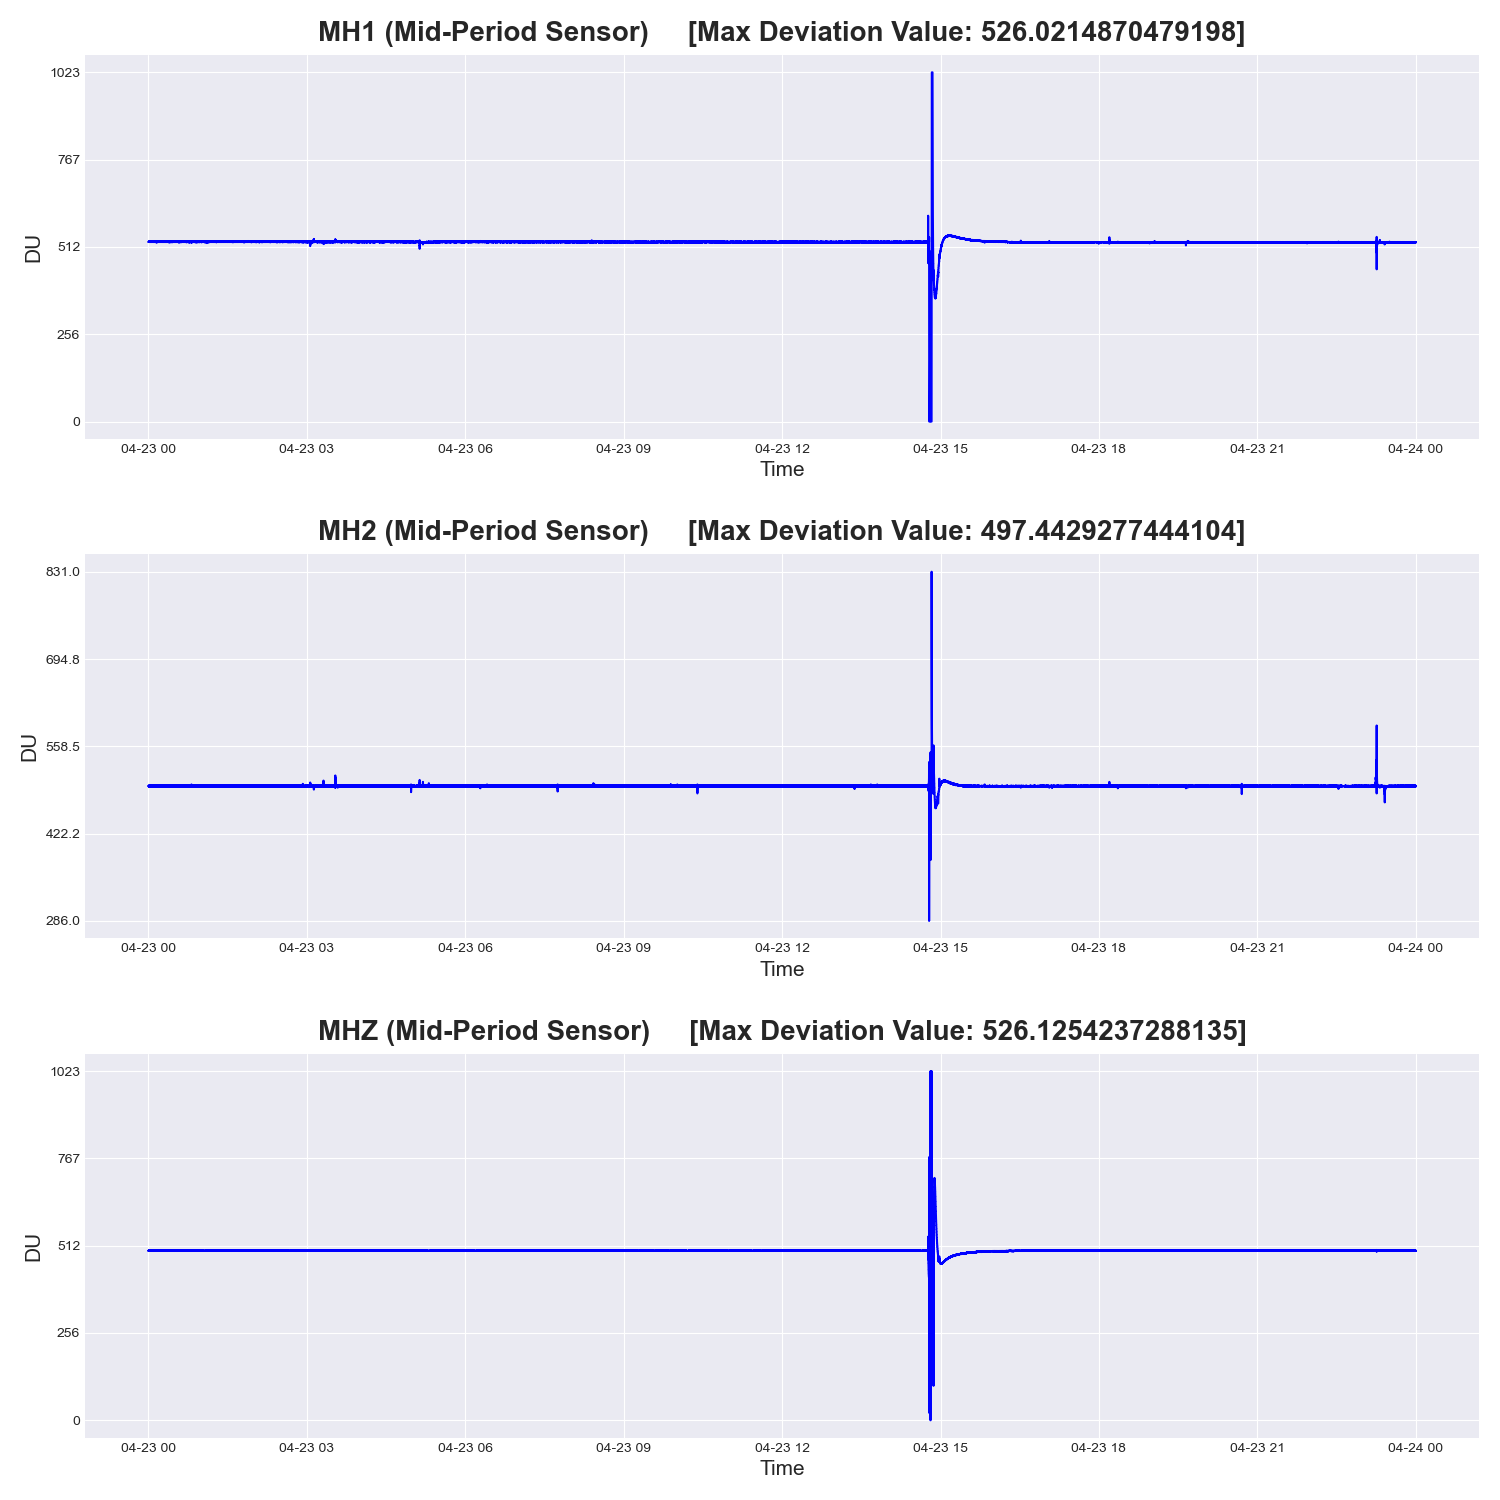 MH1 (Mid-Period Sensor) [Max Deviation Value: 526.0214870479198]
1023
767
512
256
0
DU
04-23 00 04-23 03 04-23 06 04-23 09 04-23 12 04-23 15 04-23 18 04-23 21 04-24 00
Time
MH2 (Mid-Period Sensor) [Max Deviation Value: 497.4429277444104]
831.0
694.8
558.5
422.2
286.0
DU
04-23 00 04-23 03 04-23 06 04-23 09 04-23 12 04-23 15 04-23 18 04-23 21 04-24 00
Time
MHZ (Mid-Period Sensor) [Max Deviation Value: 526.1254237288135]
1023
767
512
256
0
DU
04-23 00 04-23 03 04-23 06 04-23 09 04-23 12 04-23 15 04-23 18 04-23 21 04-24 00
Time